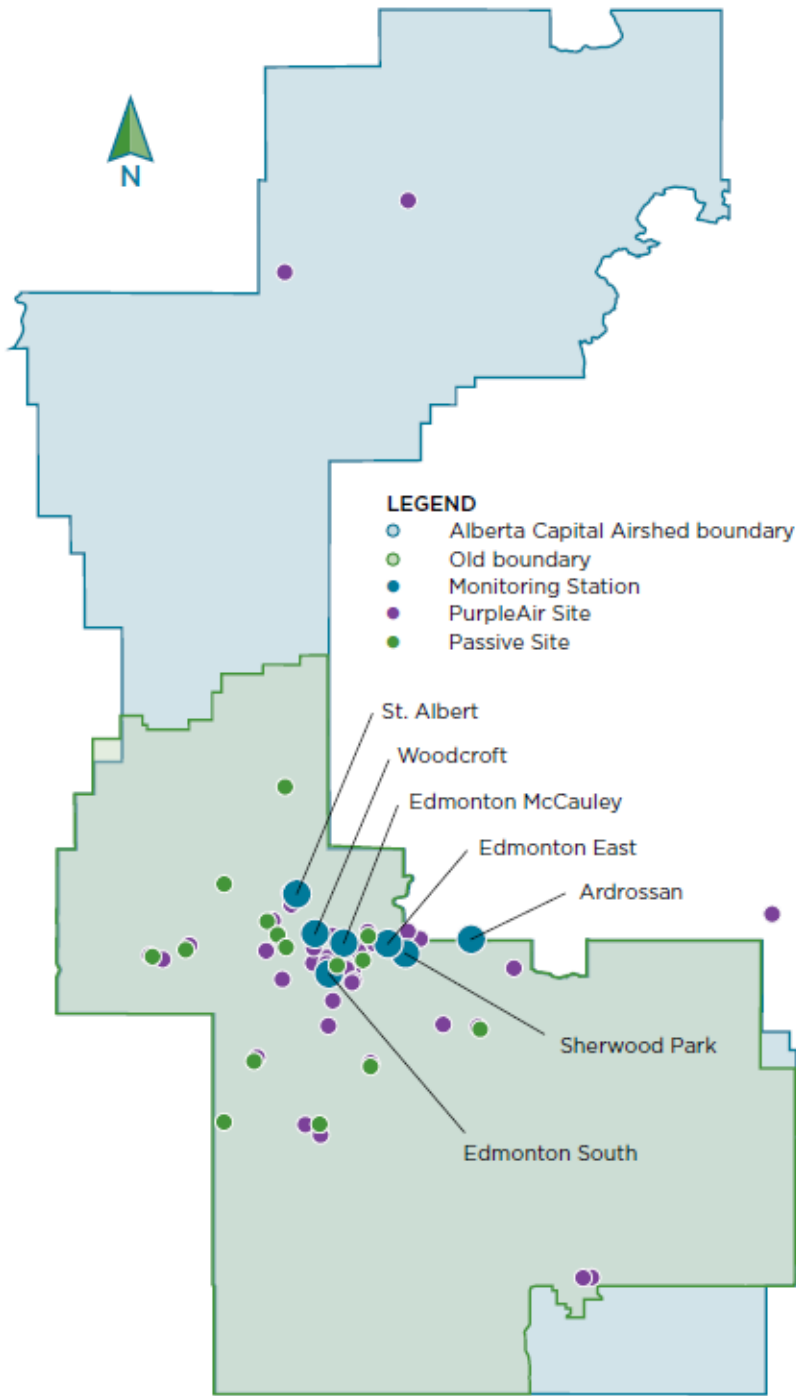 N
LEGEND
Alberta Capital Airshed boundary
Old boundary
Monitoring Station
PurpleAir Site
Passive Site
St. Albert
Woodcroft
Edmonton McCauley
Edmonton East
Ardrossan
Sherwood Park
Edmonton South